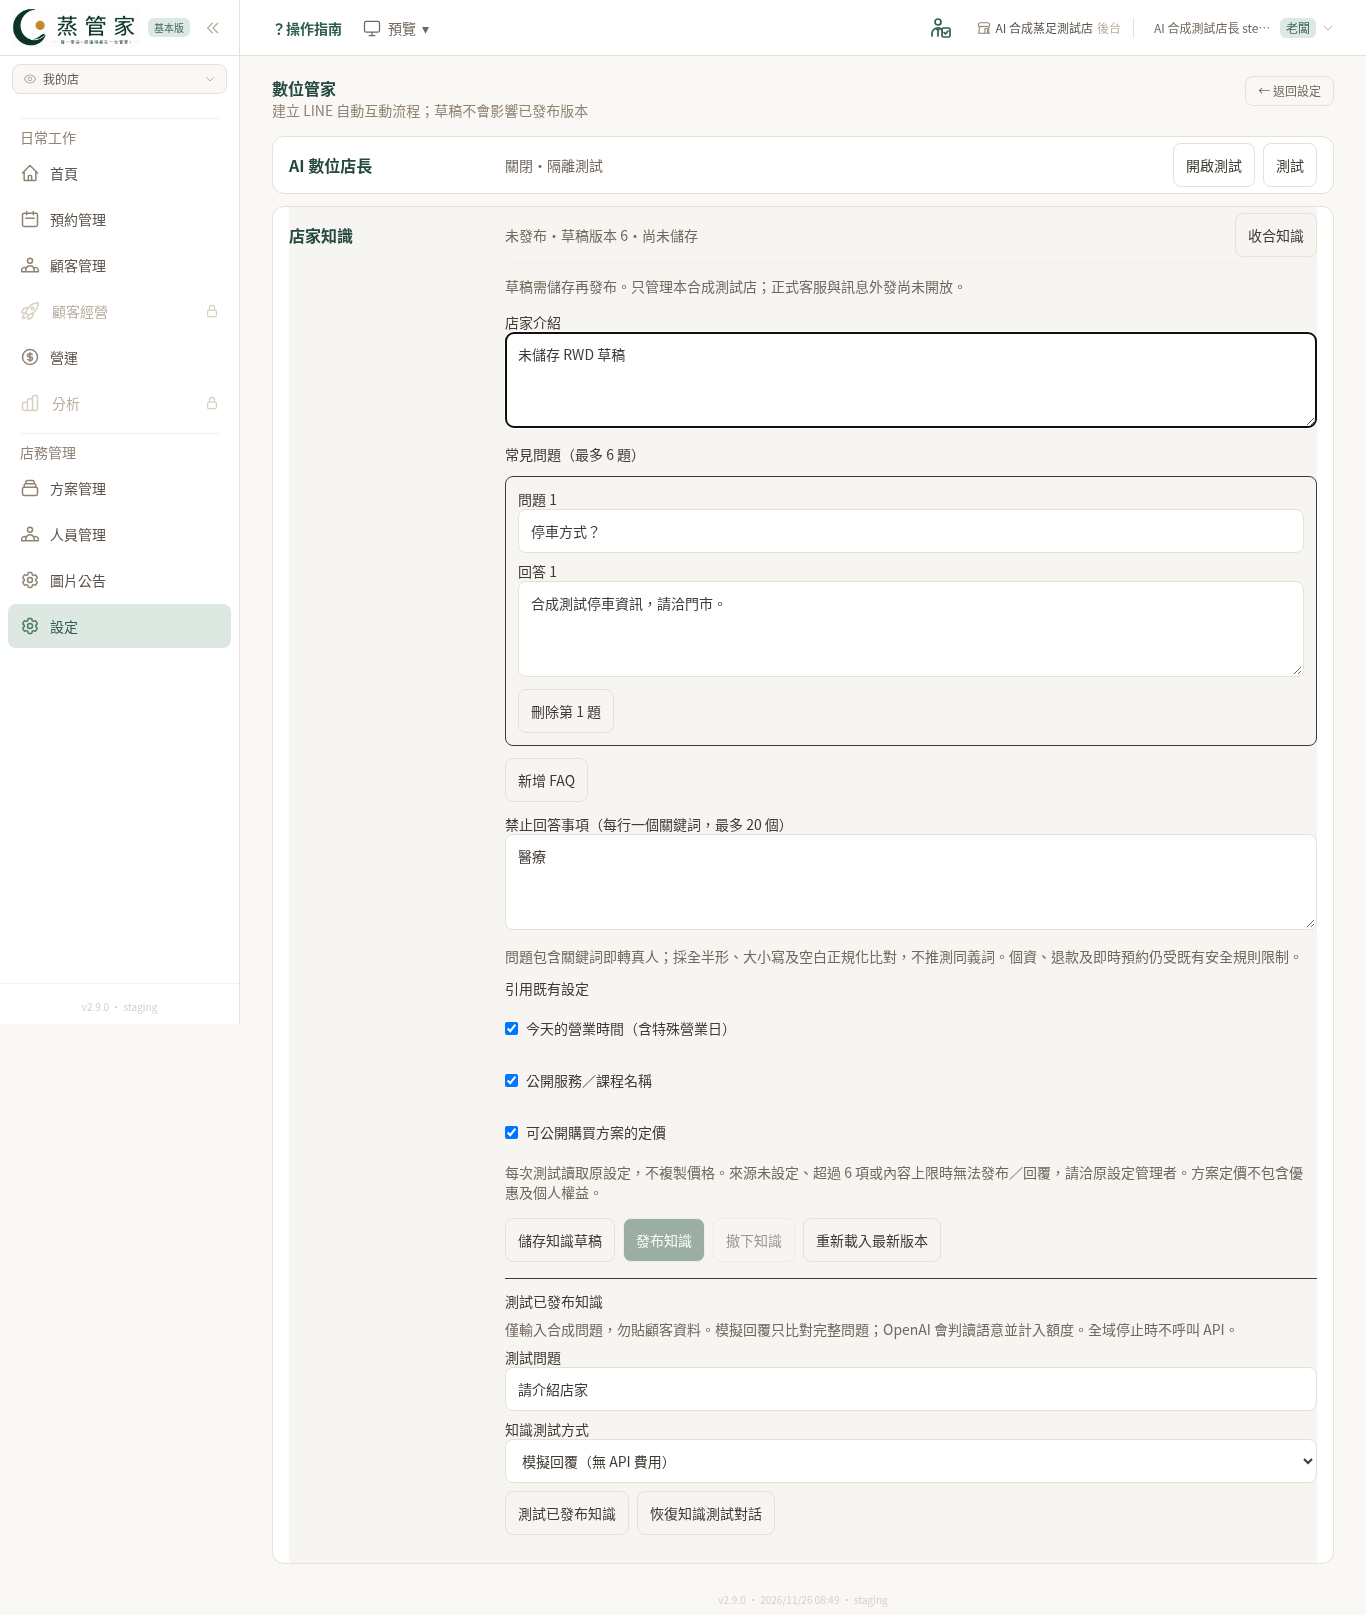 蒸管家
基本版
? 操作指南
預覽 ▾
AI 合成蒸足測試店 後台
AI 合成測試店長 ste…
老闆
我的店
日常工作
首頁
預約管理
顧客管理
顧客經營
營運
分析
店務管理
方案管理
人員管理
圖片公告
設定
v2.9.0 · staging
數位管家
建立 LINE 自動互動流程；草稿不會影響已發布版本
← 返回設定
AI 數位店長
關閉・隔離測試
開啟測試
測試
店家知識
未發布・草稿版本 6・尚未儲存
收合知識
草稿需儲存再發布。只管理本合成測試店；正式客服與訊息外發尚未開放。
店家介紹
未儲存 RWD 草稿
常見問題（最多 6 題）
問題 1
停車方式？
回答 1
合成測試停車資訊，請洽門市。
刪除第 1 題
新增 FAQ
禁止回答事項（每行一個關鍵詞，最多 20 個）
醫療
問題包含關鍵詞即轉真人；採全半形、大小寫及空白正規化比對，不推測同義詞。個資、退款及即時預約仍受既有安全規則限制。
引用既有設定
今天的營業時間（含特殊營業日）
公開服務／課程名稱
可公開購買方案的定價
每次測試讀取原設定，不複製價格。來源未設定、超過 6 項或內容上限時無法發布／回覆，請洽原設定管理者。方案定價不包含優
惠及個人權益。
儲存知識草稿
發布知識
撤下知識
重新載入最新版本
測試已發布知識
僅輸入合成問題，勿貼顧客資料。模擬回覆只比對完整問題；OpenAI 會判讀語意並計入額度。全域停止時不呼叫 API。
測試問題
請介紹店家
知識測試方式
模擬回覆（無 API 費用）
測試已發布知識
恢復知識測試對話
v2.9.0 · 2026/11/26 08:49 · staging